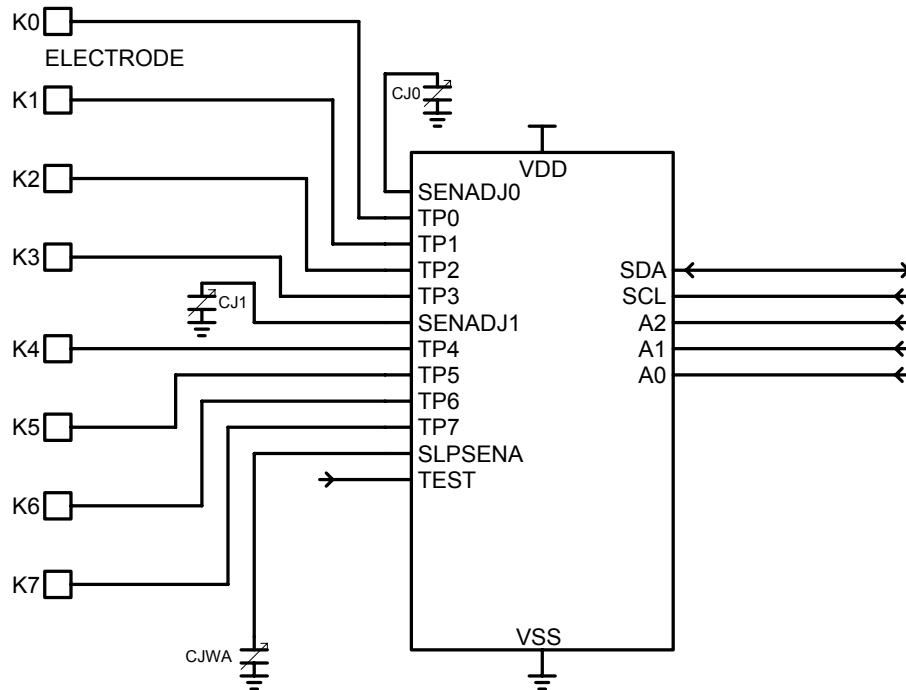 K0
ELECTRODE
K1
K2
K3
K4
K5
K6
K7
CJ0
CJ1
CJWA
VDD
SENADJ0
TP0
TP1
TP2
TP3
SENADJ1
TP4
TP5
TP6
TP7
SLPSENA
TEST
SDA
SCL
A2
A1
A0
VSS